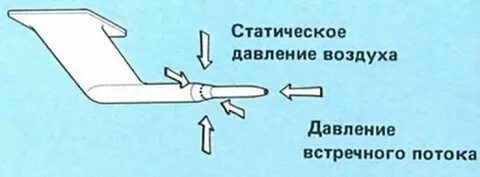 Статическое
давление воздуха
Давление
встречного потока